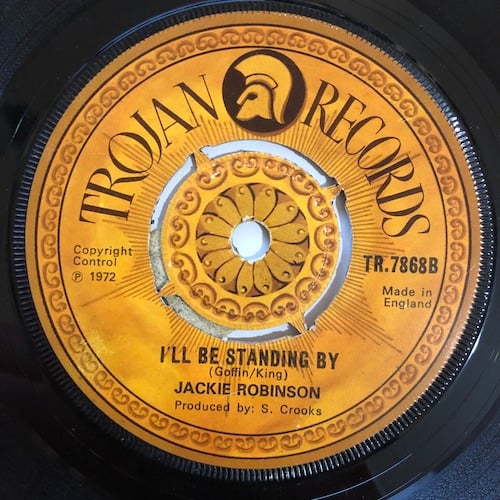 TROJAN RECORDS
Copyright
Control
℗ 1972
TR.7868B
Made in
England
I'LL BE STANDING BY
(Goffin/King)
JACKIE ROBINSON
Produced by: S. Crooks